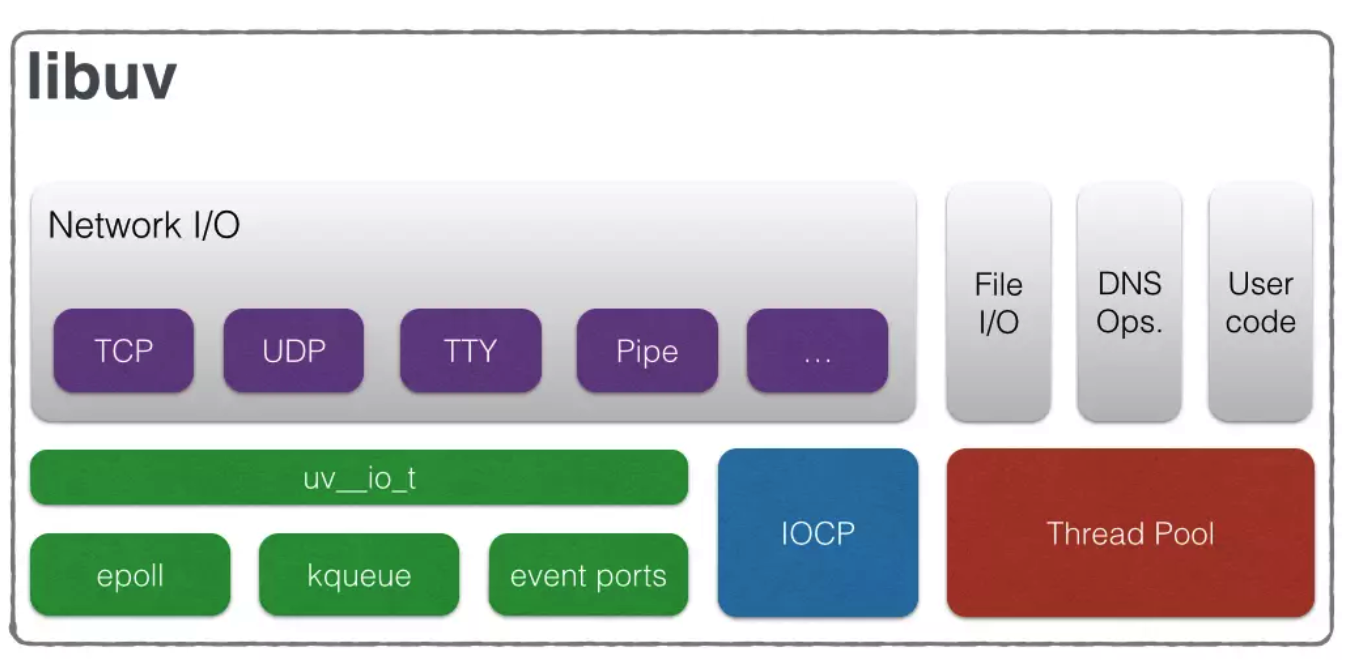 libuv
Network I/O
TCP
UDP
TTY
Pipe
...
File
I/O
DNS
Ops.
User
code
uv__io_t
epoll
kqueue
event ports
IOCP
Thread Pool